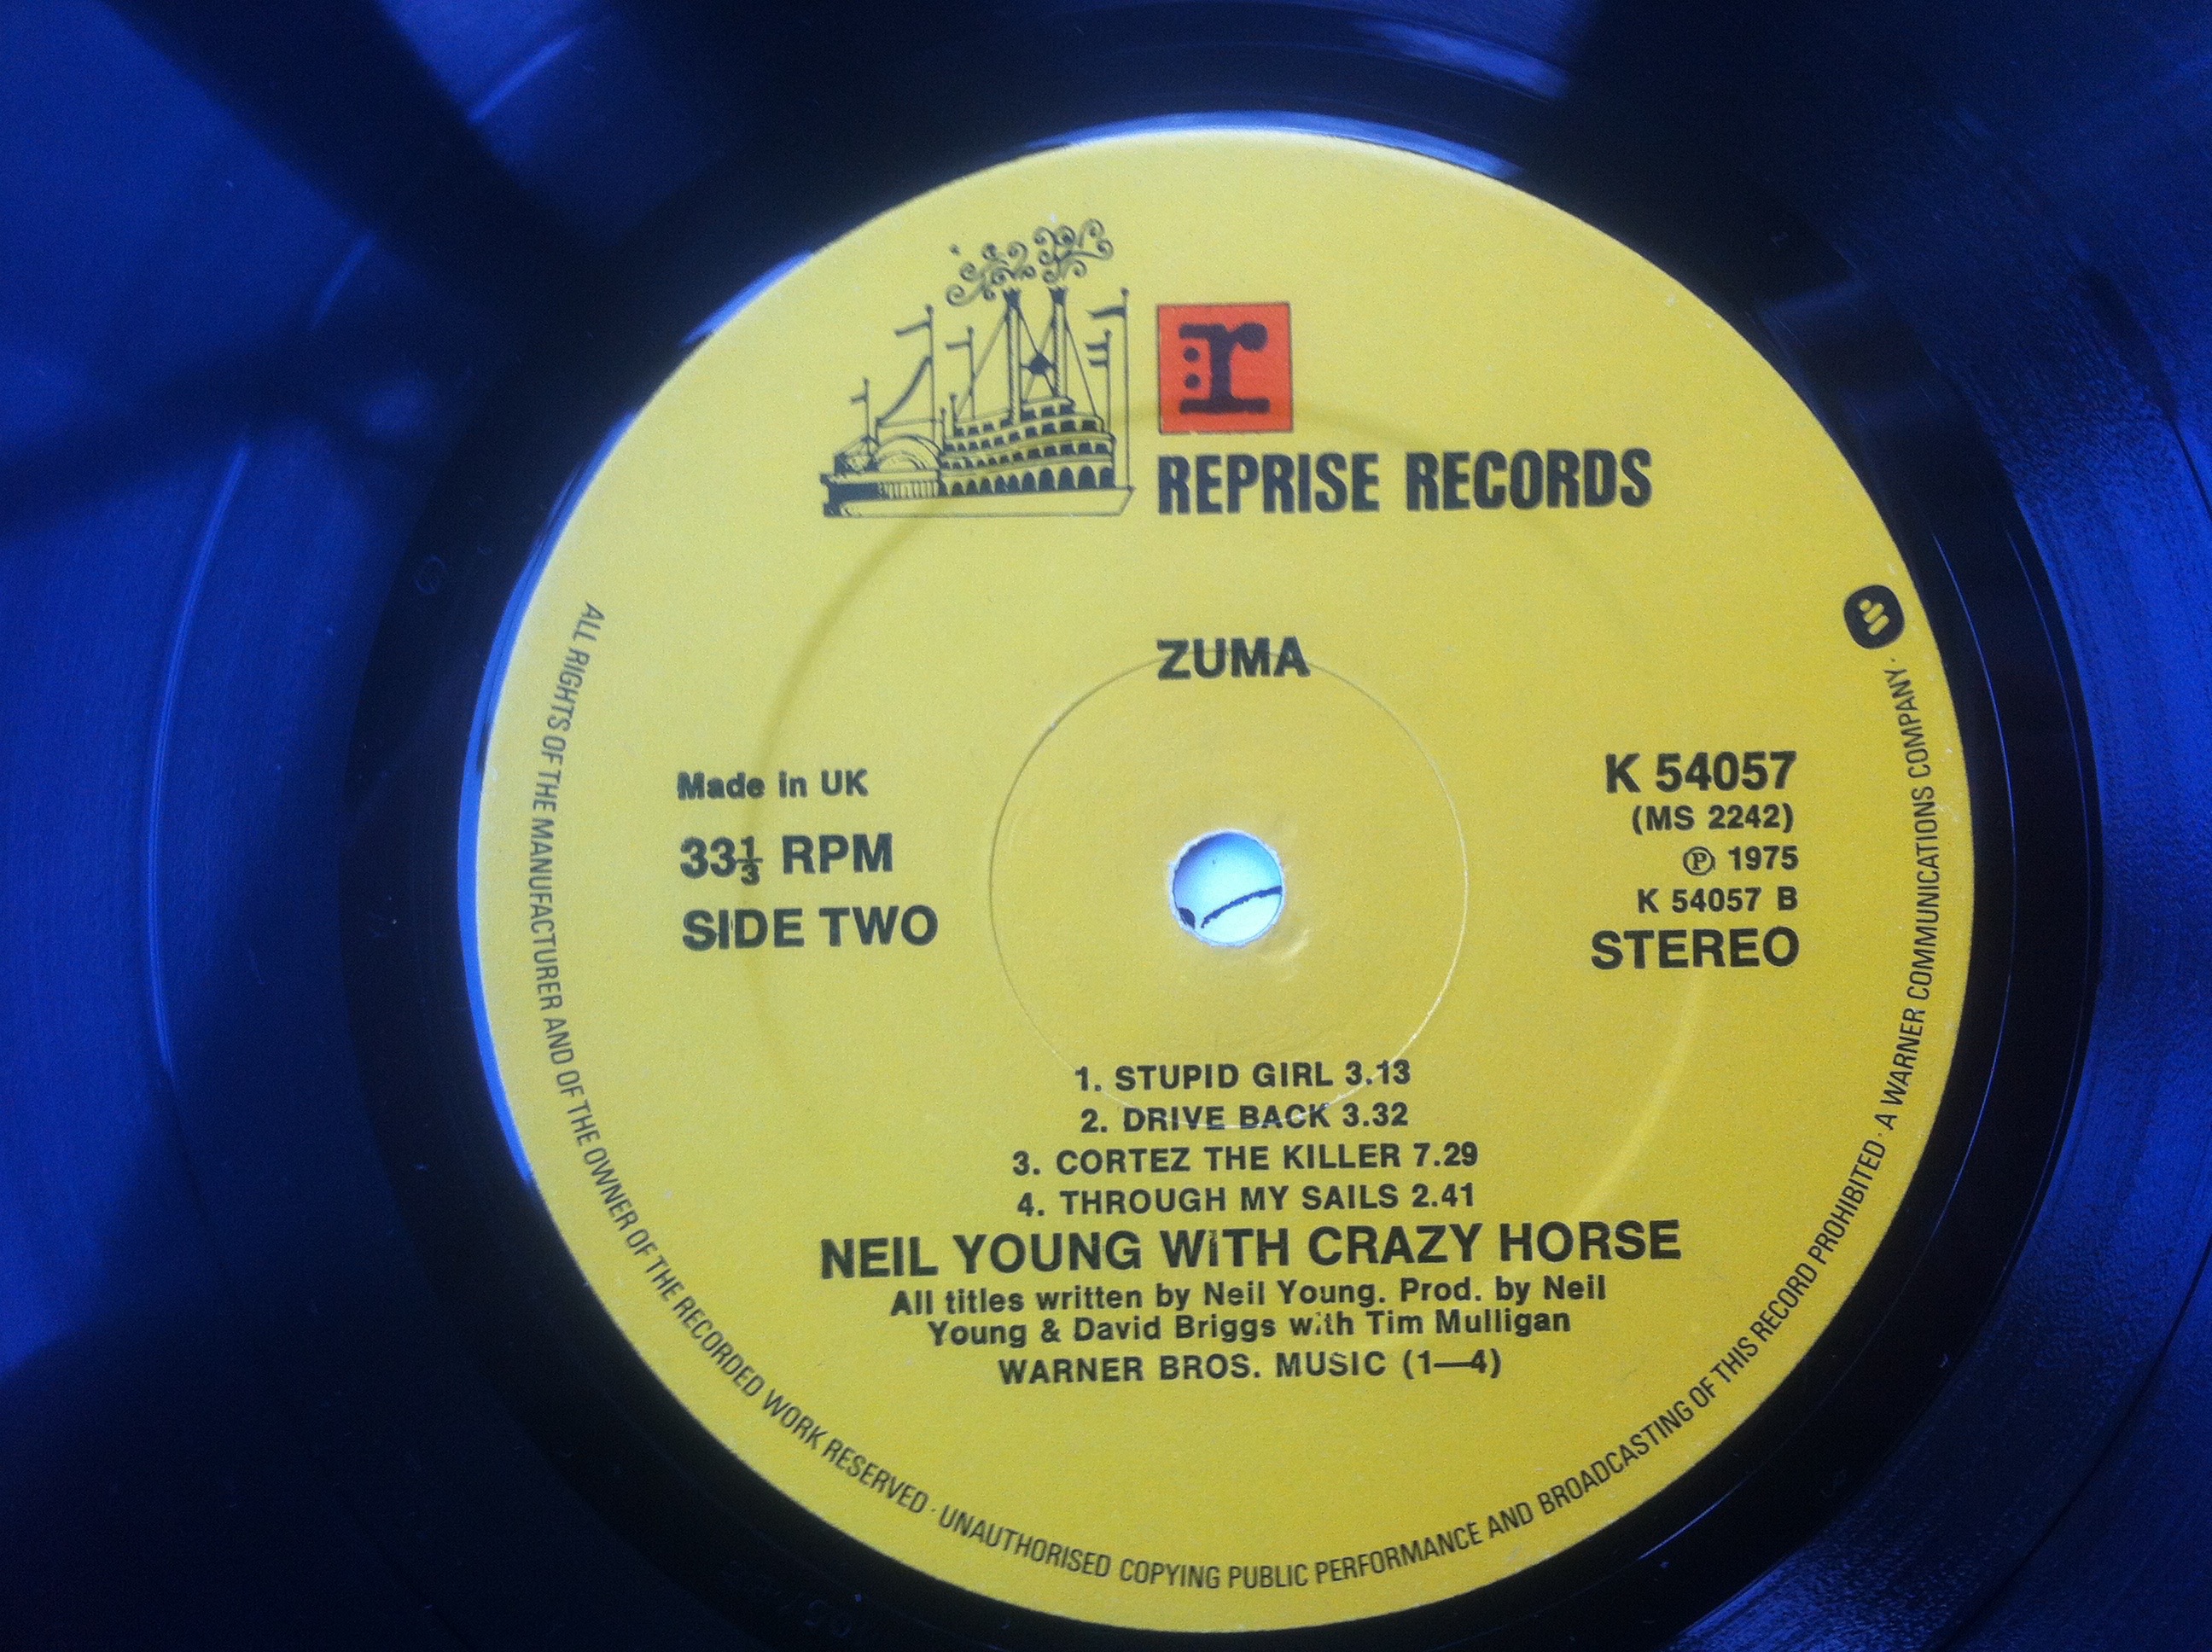 r
REPRISE RECORDS
ZUMA
Made in UK
33⅓ RPM
SIDE TWO
K 54057
(MS 2242)
Ⓟ 1975
K 54057 B
STEREO
1. STUPID GIRL 3.13
2. DRIVE BACK 3.32
3. CORTEZ THE KILLER 7.29
4. THROUGH MY SAILS 2.41
NEIL YOUNG WITH CRAZY HORSE
All titles written by Neil Young. Prod. by Neil
Young & David Briggs with Tim Mulligan
WARNER BROS. MUSIC (1—4)
ALL RIGHTS OF THE MANUFACTURER AND OF THE OWNER OF THE RECORDED WORK RESERVED · UNAUTHORISED COPYING PUBLIC PERFORMANCE AND BROADCASTING OF THIS RECORD PROHIBITED · A WARNER COMMUNICATIONS COMPANY ·